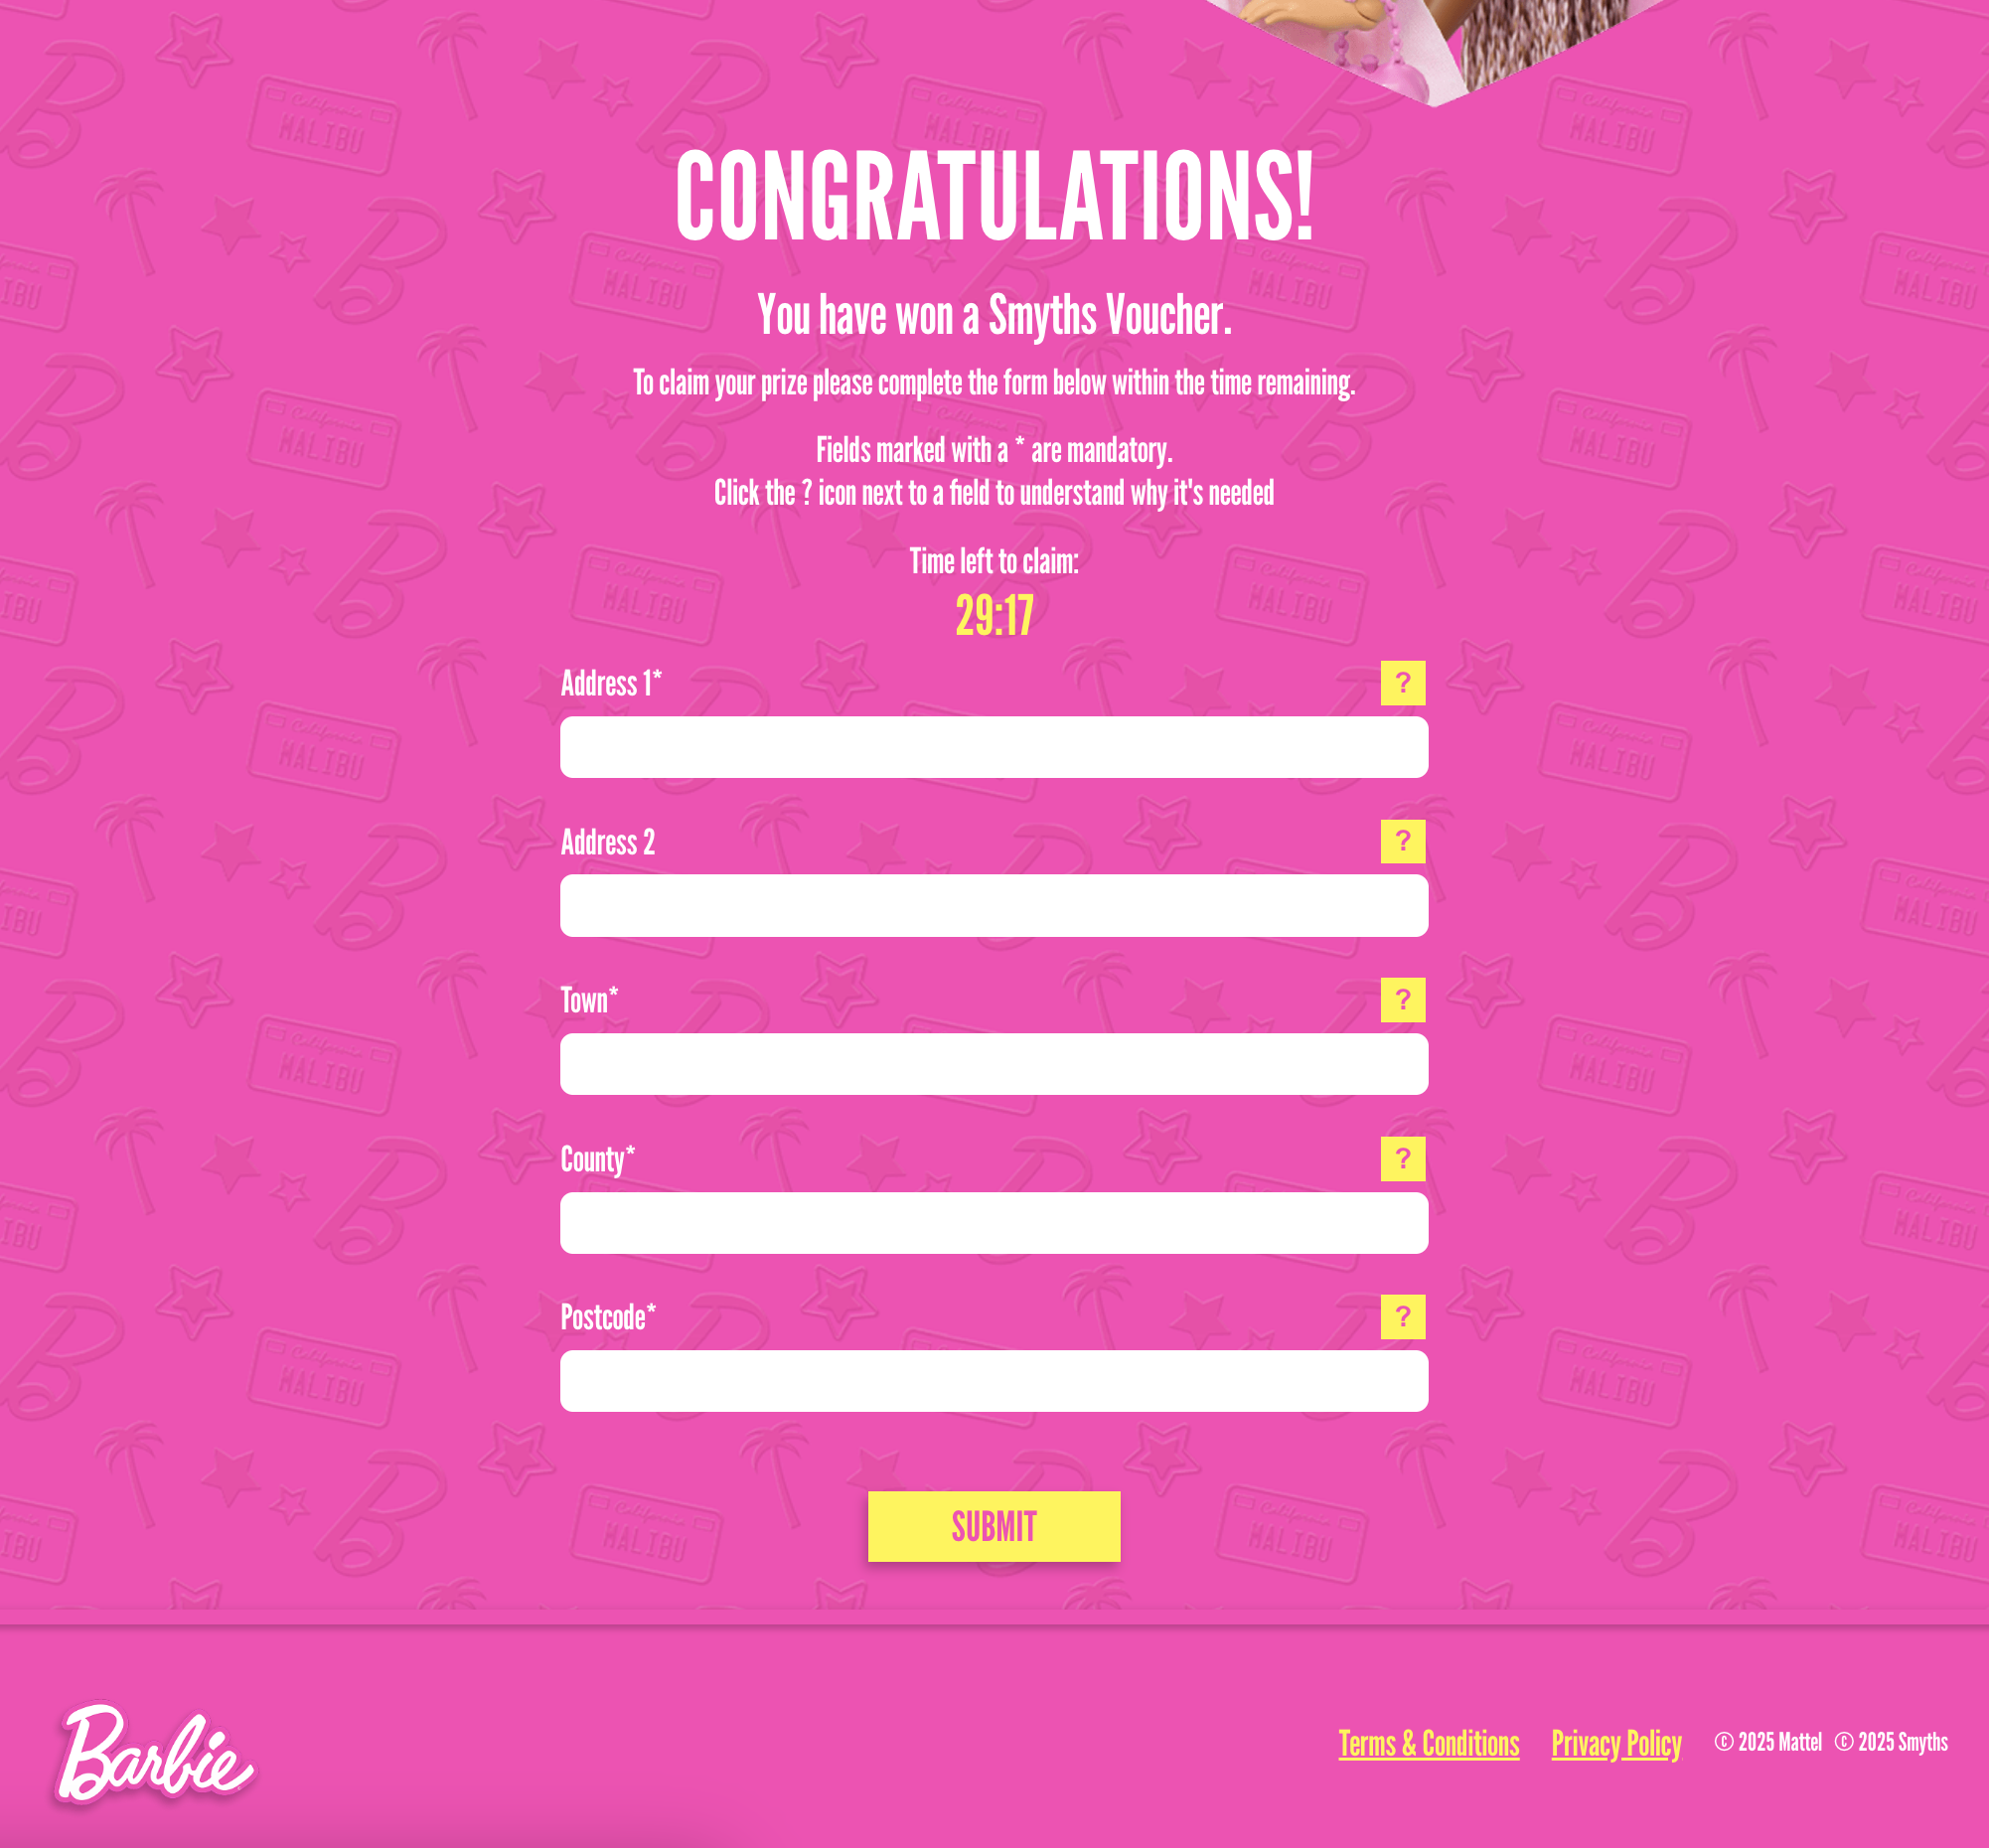 CONGRATULATIONS!
You have won a Smyths Voucher.
To claim your prize please complete the form below within the time remaining.
Fields marked with a * are mandatory.
Click the ? icon next to a field to understand why it's needed
Time left to claim:
29:17
Address 1*
?
Address 2
?
Town*
?
County*
?
Postcode*
?
SUBMIT
Barbie
Terms & Conditions
Privacy Policy
© 2025 Mattel © 2025 Smyths
California
MALIBU
B